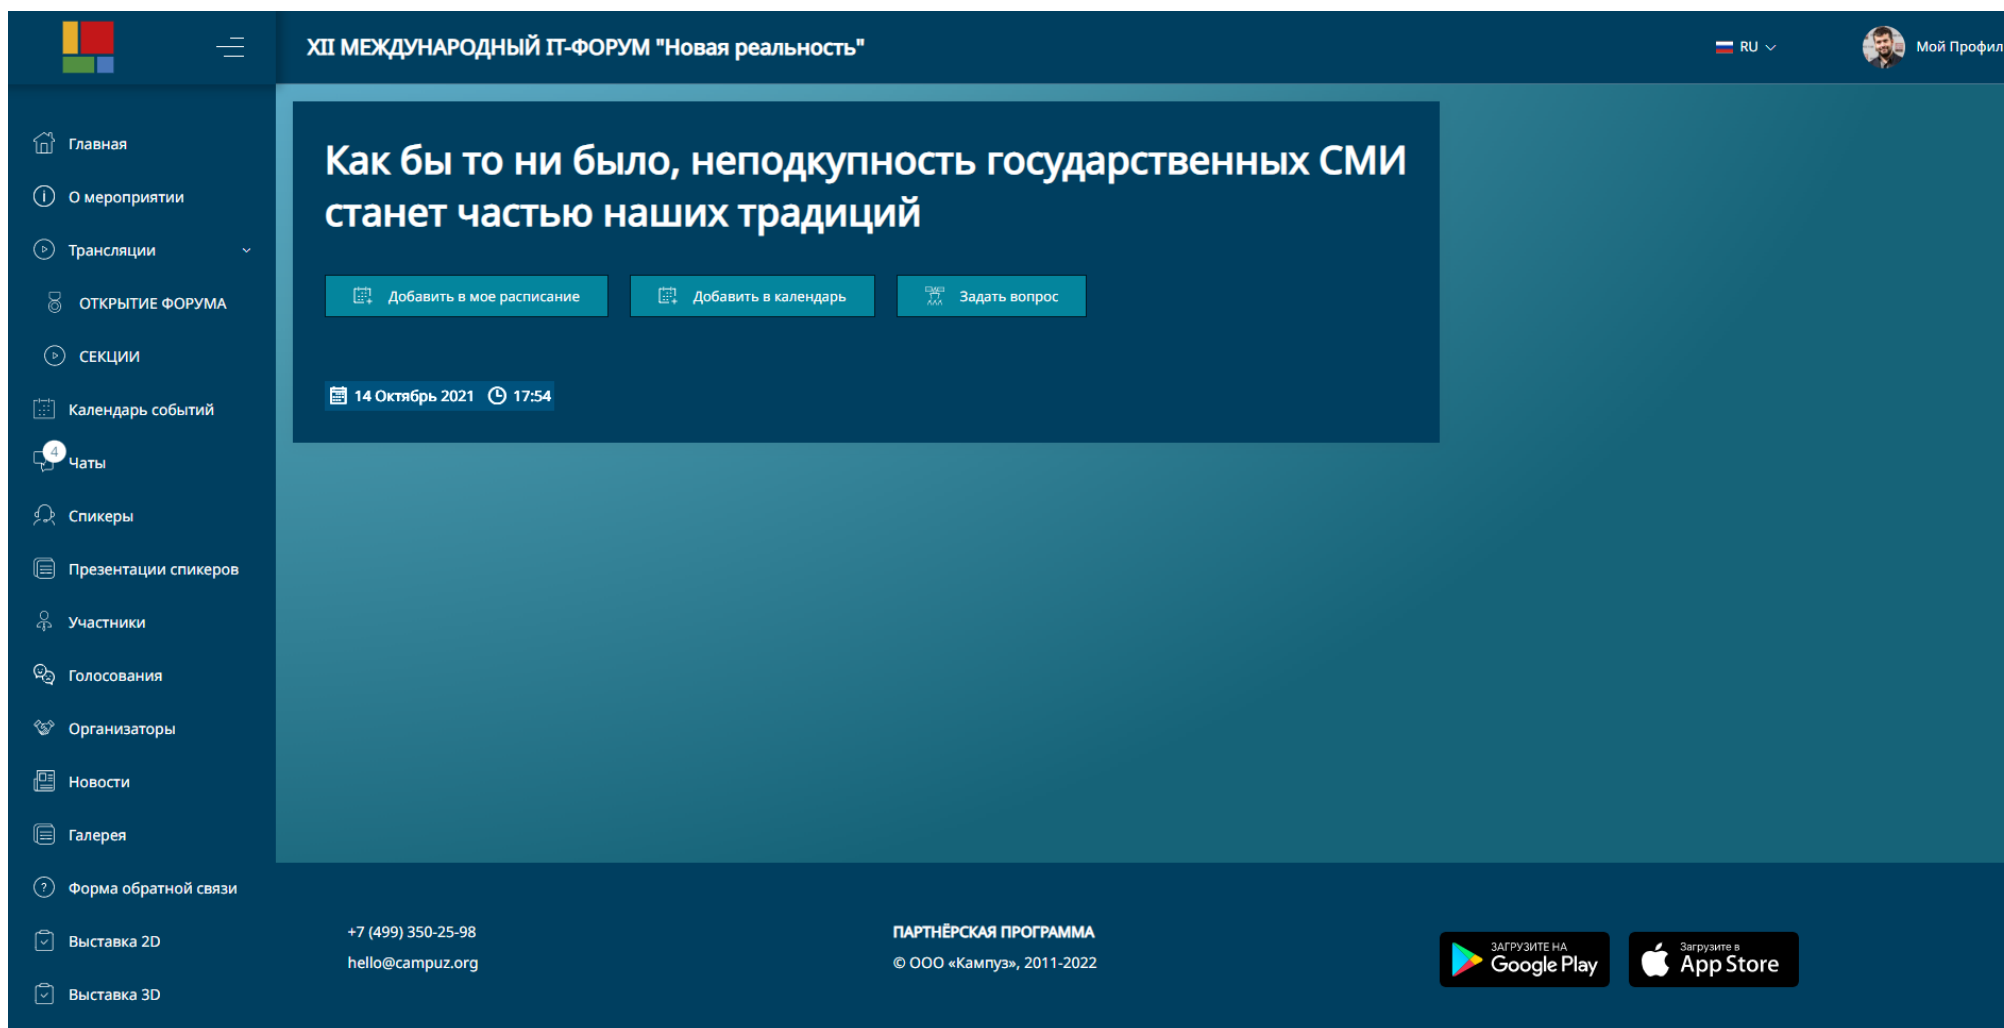 XII МЕЖДУНАРОДНЫЙ IT-ФОРУМ "Новая реальность"
RU
Мой Профил
Главная
О мероприятии
Трансляции
ОТКРЫТИЕ ФОРУМА
СЕКЦИИ
Календарь событий
4
Чаты
Спикеры
Презентации спикеров
Участники
Голосования
Организаторы
Новости
Галерея
Форма обратной связи
Выставка 2D
Выставка 3D
Как бы то ни было, неподкупность государственных СМИ
станет частью наших традиций
Добавить в мое расписание
Добавить в календарь
Задать вопрос
14 Октябрь 2021 17:54
+7 (499) 350-25-98
hello@campuz.org
ПАРТНЁРСКАЯ ПРОГРАММА
© ООО «Кампуз», 2011-2022
ЗАГРУЗИТЕ НА
Google Play
Загрузите в
App Store